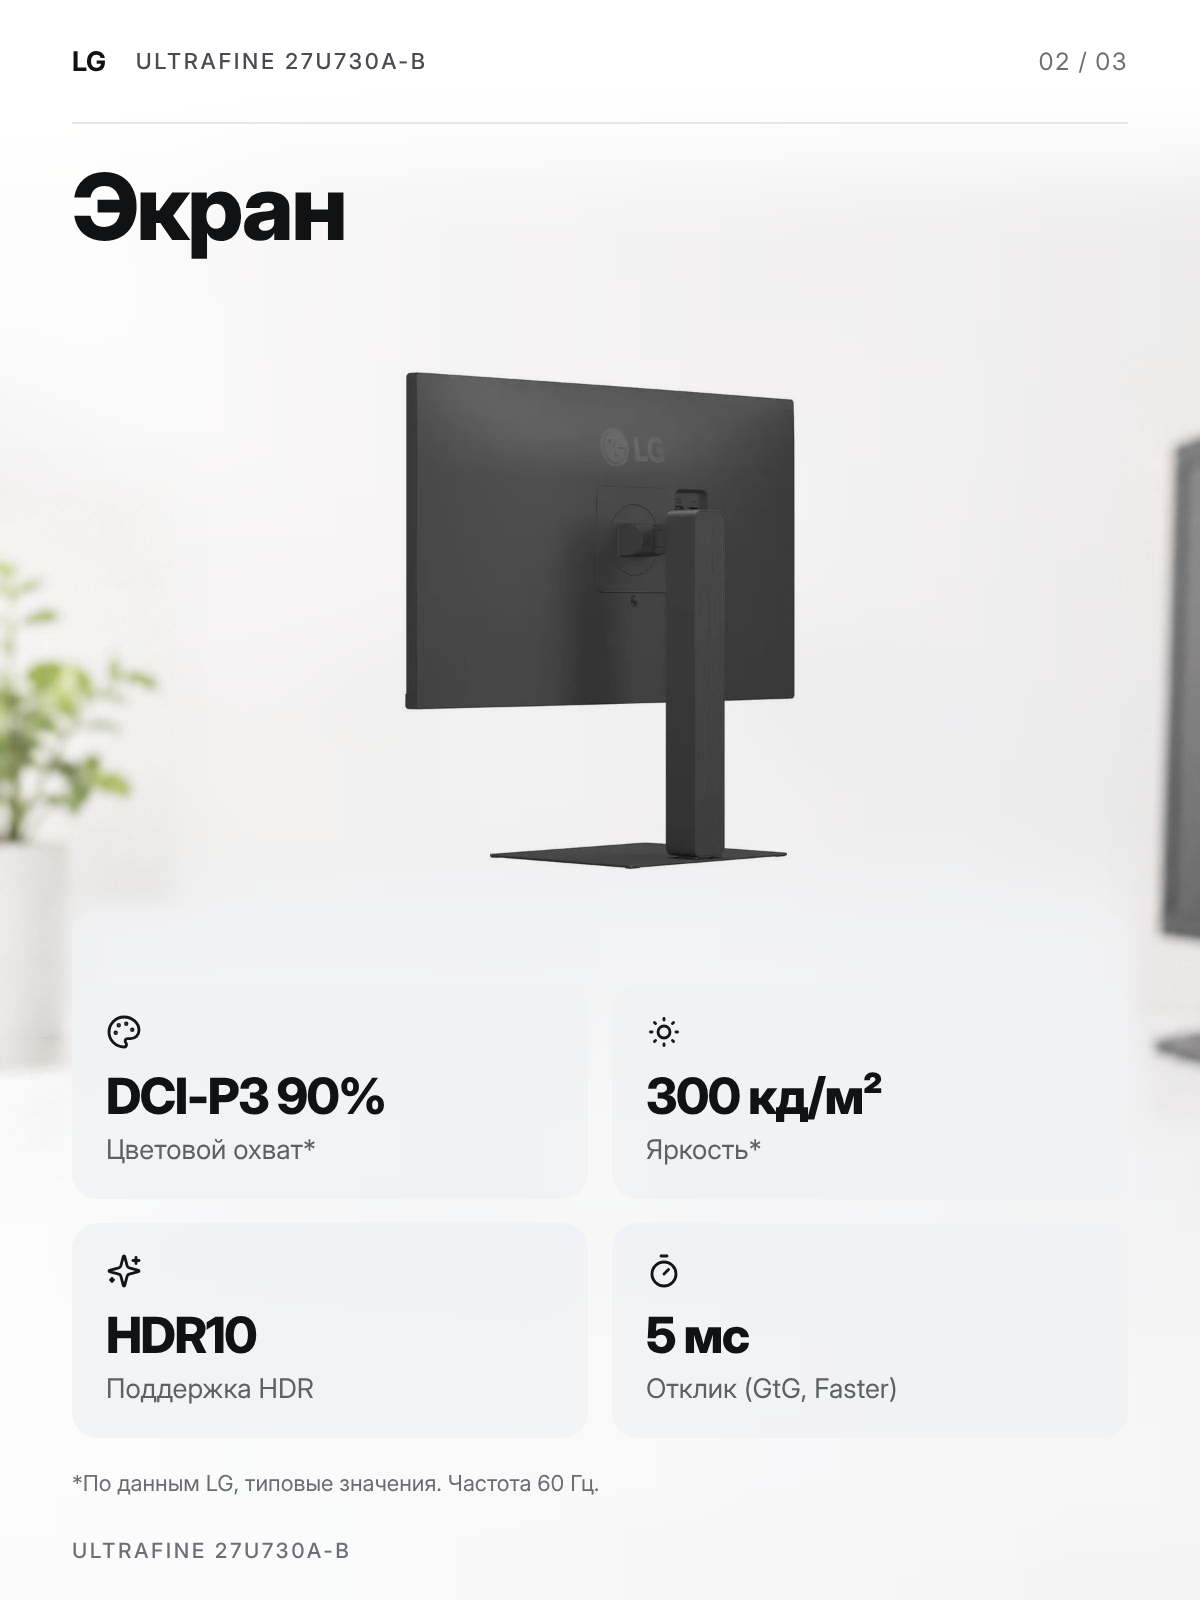 LG ULTRAFINE 27U730A-B 02 / 03
Экран
LG
DCI-P3 90%
Цветовой охват*
300 кд/м²
Яркость*
HDR10
Поддержка HDR
5 мс
Отклик (GtG, Faster)
*По данным LG, типовые значения. Частота 60 Гц.
ULTRAFINE 27U730A-B